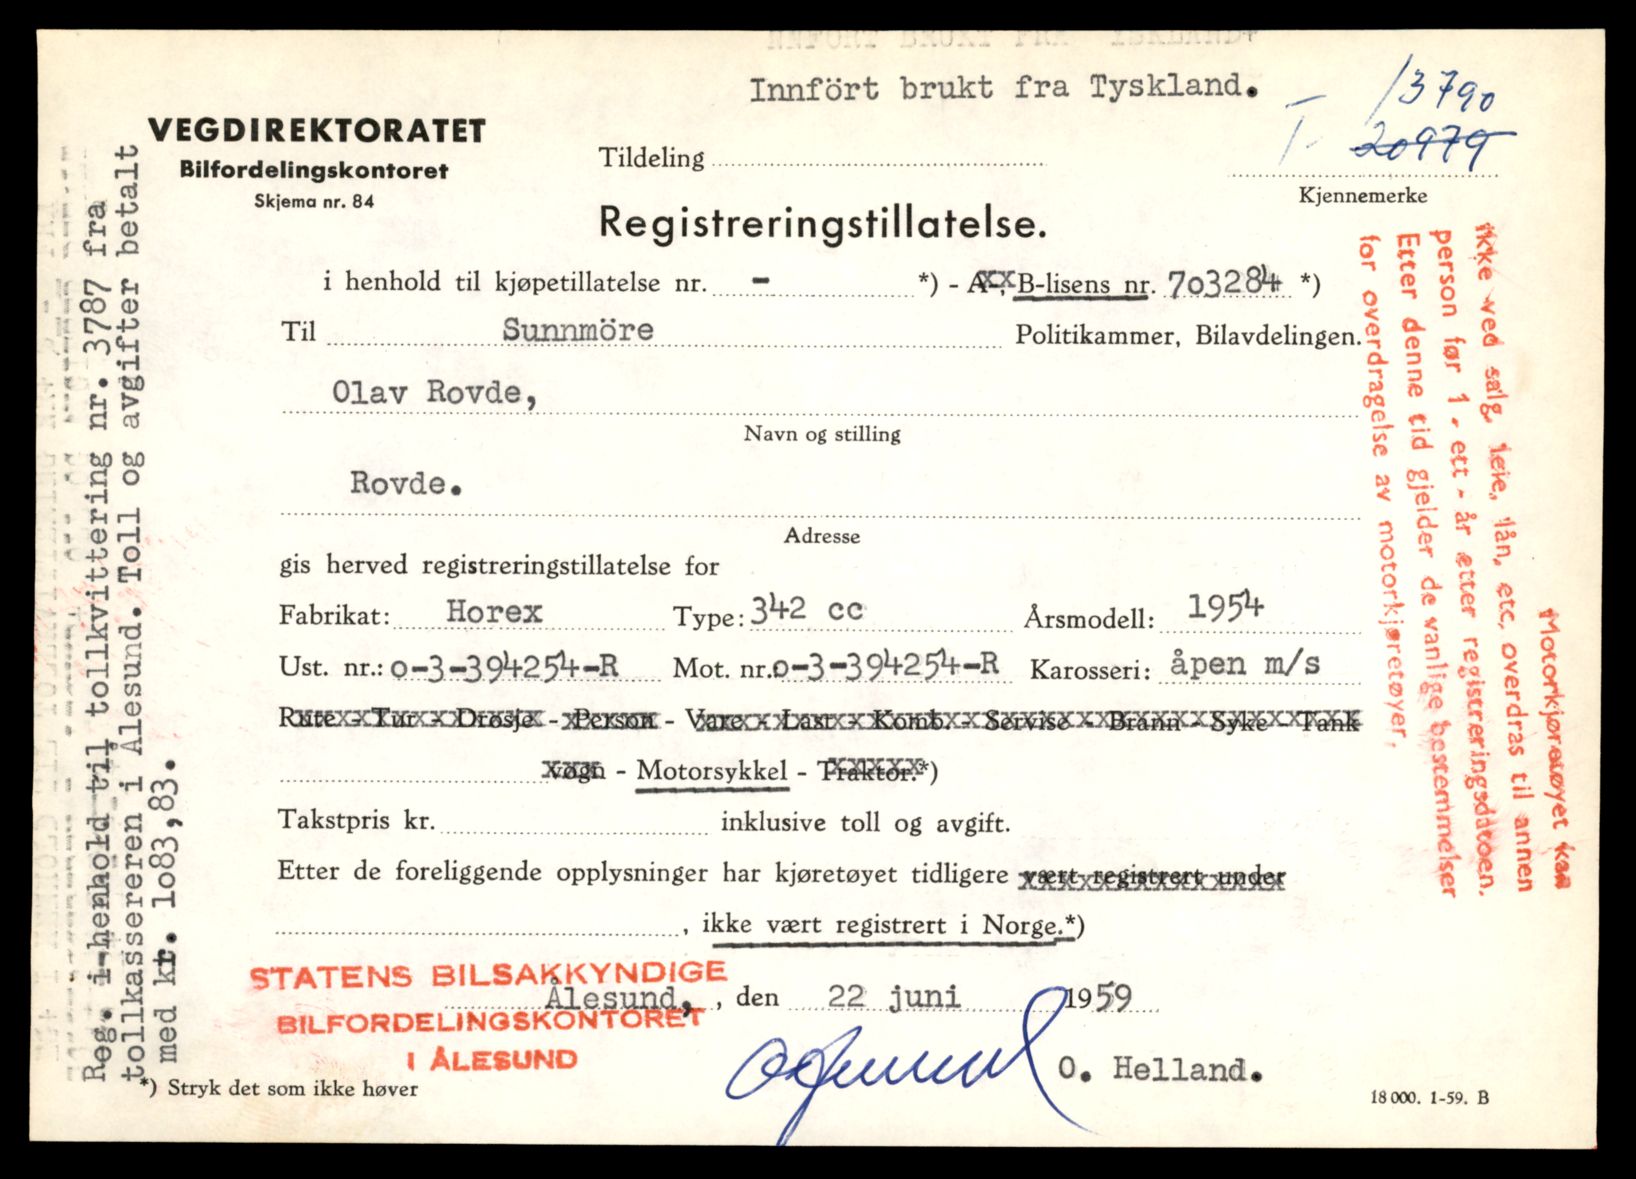 Innfört brukt fra Tyskland.
T- 13790
T- 20979
VEGDIREKTORATET
Bilfordelingskontoret
Skjema nr. 84
Tildeling
Kjennemerke
Registreringstillatelse.
i henhold til kjøpetillatelse nr. - *) - A-, B-lisens nr. 703284 *)
Til Sunnmöre Politikammer, Bilavdelingen.
Olav Rovde,
Navn og stilling
Rovde.
Adresse
gis herved registreringstillatelse for
Fabrikat: Horex Type: 342 cc Årsmodell: 1954
Ust. nr.: o-3-394254-R Mot. nr. o-3-394254-R Karosseri: åpen m/s
Rute - Tur - Drosje - Person - Vare - Last - Komb. - Servise - Brann - Syke - Tank
vogn - Motorsykkel - Traktor.*)
Takstpris kr. inklusive toll og avgift.
Etter de foreliggende opplysninger har kjøretøyet tidligere vært registrert under
, ikke vært registrert i Norge.*)
STATENS BILSAKKYNDIGE
Ålesund, , den 22 juni 1959
BILFORDELINGSKONTORET
I ÅLESUND
O. Helland.
*) Stryk det som ikke høver
18000. 1-59. B
Reg. i henhold til tollkvittering nr. 3787 fra
tollkassereren i Ålesund. Toll og avgifter betalt
med kr. 1083,83.
Motorkjøretøyet kan
ikke ved salg, leie, lån, etc, overdras til annen
person før 1 - ett - år etter registreringsdatoen.
Etter denne tid gjelder de vanlige bestemmelser
for overdragelse av motorkjøretøyer,